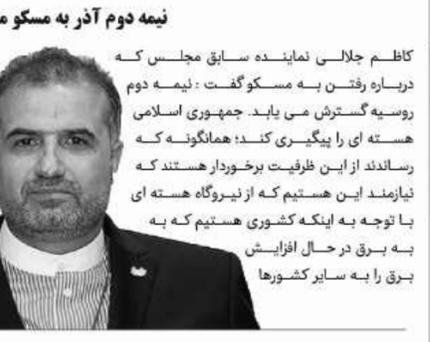 نیمه دوم آذر به مسکو م
کاظم جلالی نماینده سابق مجلس که
درباره رفتن به مسکو گفت : نیمه دوم
روسیه گسترش می یابد. جمهوری اسلامی
هسته ای را پیگیری کند؛ همانگونه که
رساندند از این ظرفیت برخوردار هستند که
نیازمند این هستیم که از نیروگاه هسته ای
با توجه به اینکه کشوری هستیم که به
به برق در حال افزایش
برق را به سایر کشورها